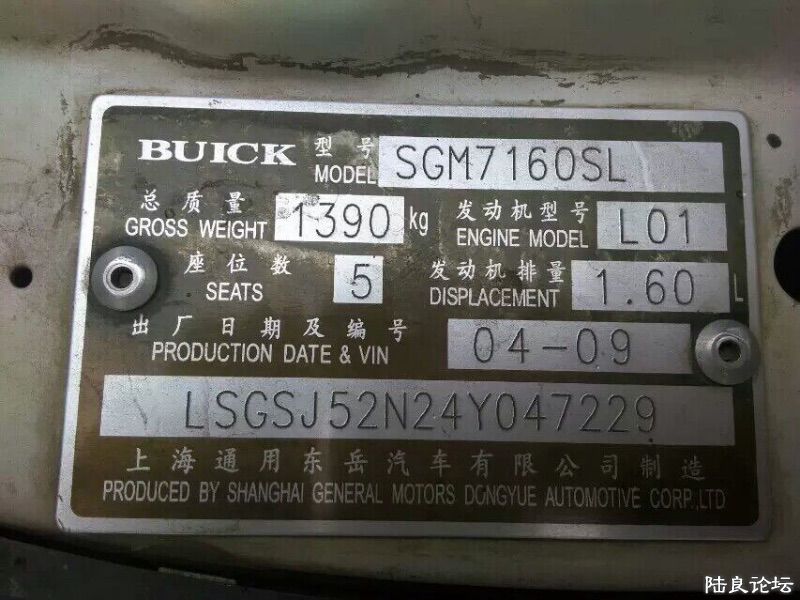 BUICK 型号 MODEL SGM7160SL
总质量 GROSS WEIGHT 1390 kg 发动机型号 ENGINE MODEL L01
座位数 SEATS 5 发动机排量 DISPLACEMENT 1.60 L
出厂日期及编号 PRODUCTION DATE & VIN 04-09
LSGSJ52N24Y047229
上海通用东岳汽车有限公司制造
PRODUCED BY SHANGHAI GENERAL MOTORS DONGYUE AUTOMOTIVE CORP.,LTD
陆良论坛